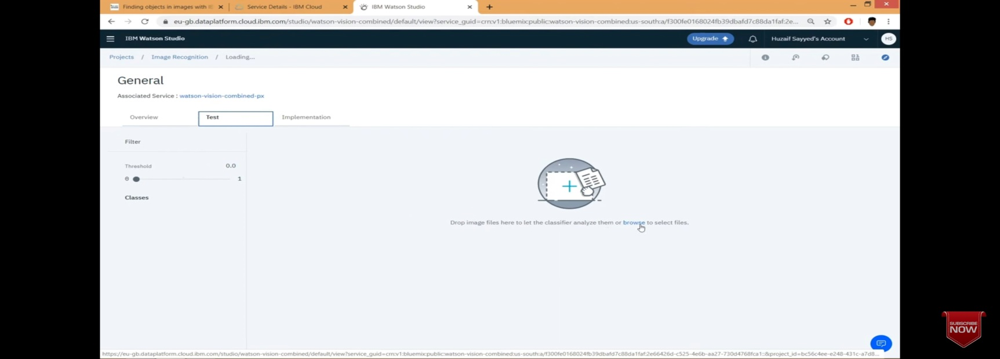 Finding objects in images with IB
Service Details - IBM Cloud
IBM Watson Studio
eu-gb.dataplatform.cloud.ibm.com/studio/watson-vision-combined/default/view?service_guid=crn:v1:bluemix:public:watson-vision-combined:us-south:a/f300fe0168024fb39dbafd7c88da1faf:2e...
IBM Watson Studio
Upgrade
Huzaif Sayyed's Account
HS
Projects / Image Recognition / Loading...
General
Associated Service : watson-vision-combined-px
Overview
Test
Implementation
Filter
Threshold 0.0
0 1
Classes
Drop image files here to let the classifier analyze them or browse to select files.
SUBSCRIBE
NOW
https://eu-gb.dataplatform.cloud.ibm.com/studio/watson-vision-combined/default/view?service_guid=crn:v1:bluemix:public:watson-vision-combined:us-south:a/f300fe0168024fb39dbafd7c88da1faf:2e66426d-c525-4e6b-aa27-730d4768fca1::&project_id=bc56c4ee-e248-431c-a7d8...